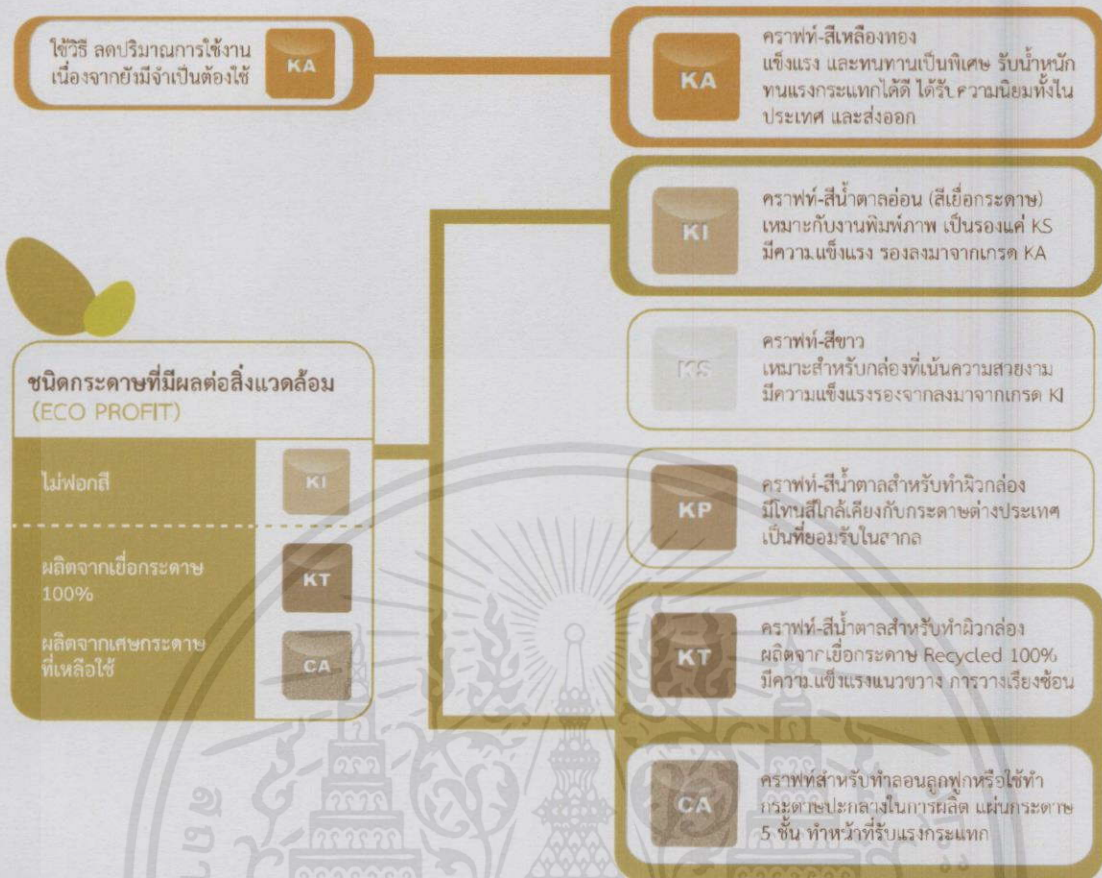 ใช้วิธี ลดปริมาณการใช้งาน
เนื่องจากยังมีจำเป็นต้องใช้
KA
KA
คราฟท์-สีเหลืองทอง
แข็งแรง และทนทานเป็นพิเศษ รับน้ำหนัก
ทนแรงกระแทกได้ดี ได้รับความนิยมทั้งใน
ประเทศ และส่งออก
KI
คราฟท์-สีน้ำตาลอ่อน (สีเยื่อกระดาษ)
เหมาะกับงานพิมพ์ภาพ เป็นรองแค่ KS
มีความแข็งแรง รองลงมาจากเกรด KA
KS
คราฟท์-สีขาว
เหมาะสำหรับกล่องที่เน้นความสวยงาม
มีความแข็งแรงรองจากลงมาจากเกรด KI
KP
คราฟท์-สีน้ำตาลสำหรับทำผิวกล่อง
มีโทนสีใกล้เคียงกับกระดาษต่างประเทศ
เป็นที่ยอมรับในสากล
KT
คราฟท์-สีน้ำตาลสำหรับทำผิวกล่อง
ผลิตจากเยื่อกระดาษ Recycled 100%
มีความแข็งแรงแนวขวาง การวางเรียงซ้อน
CA
คราฟท์สำหรับทำลอนลูกฟูกหรือใช้ทำ
กระดาษปะกลางในการผลิต แผ่นกระดาษ
5 ชั้น ทำหน้าที่รับแรงกระแทก
ชนิดกระดาษที่มีผลต่อสิ่งแวดล้อม
(ECO PROFIT)
ไม่ฟอกสี
KI
ผลิตจากเยื่อกระดาษ
100%
KT
ผลิตจากเศษกระดาษ
ที่เหลือใช้
CA